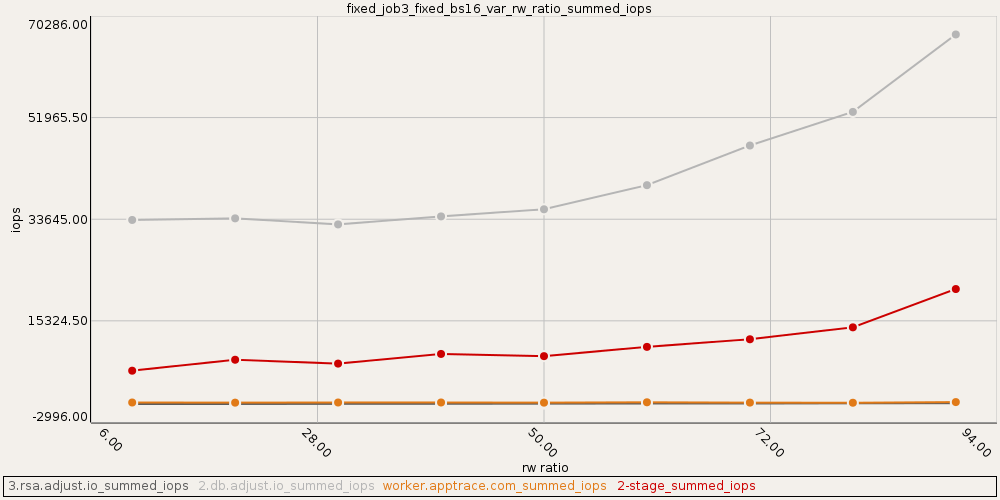 fixed_job3_fixed_bs16_var_rw_ratio_summed_iops
70286.00
51965.50
33645.00
15324.50
-2996.00
iops
6.00
28.00
50.00
72.00
94.00
rw ratio
3.rsa.adjust.io_summed_iops 2.db.adjust.io_summed_iops worker.apptrace.com_summed_iops 2-stage_summed_iops